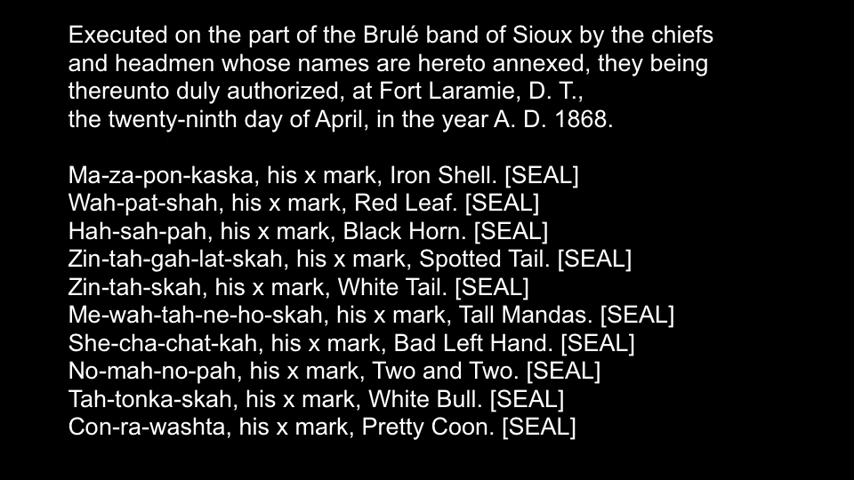 Executed on the part of the Brulé band of Sioux by the chiefs
and headmen whose names are hereto annexed, they being
thereunto duly authorized, at Fort Laramie, D. T.,
the twenty-ninth day of April, in the year A. D. 1868.
Ma-za-pon-kaska, his x mark, Iron Shell. [SEAL]
Wah-pat-shah, his x mark, Red Leaf. [SEAL]
Hah-sah-pah, his x mark, Black Horn. [SEAL]
Zin-tah-gah-lat-skah, his x mark, Spotted Tail. [SEAL]
Zin-tah-skah, his x mark, White Tail. [SEAL]
Me-wah-tah-ne-ho-skah, his x mark, Tall Mandas. [SEAL]
She-cha-chat-kah, his x mark, Bad Left Hand. [SEAL]
No-mah-no-pah, his x mark, Two and Two. [SEAL]
Tah-tonka-skah, his x mark, White Bull. [SEAL]
Con-ra-washta, his x mark, Pretty Coon. [SEAL]